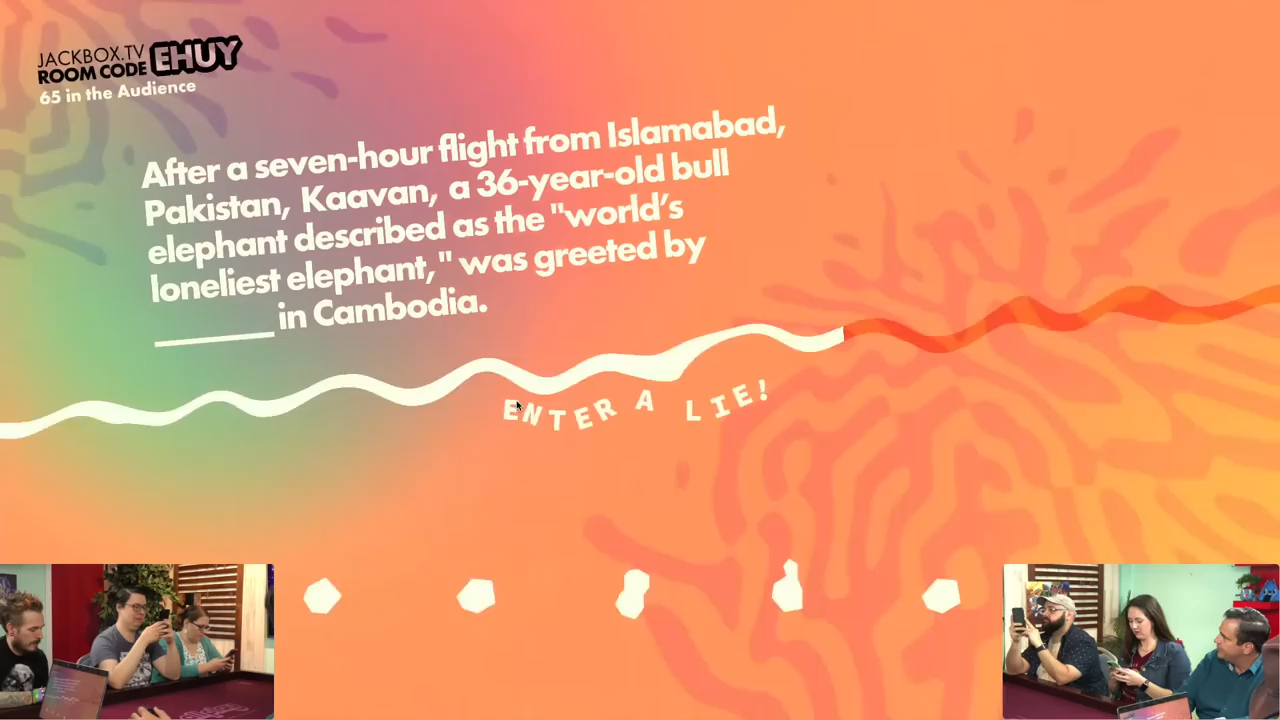 JACKBOX.TV
ROOM CODE EHUY
65 in the Audience
After a seven-hour flight from Islamabad,
Pakistan, Kaavan, a 36-year-old bull
elephant described as the "world's
loneliest elephant," was greeted by
______ in Cambodia.
ENTER A LIE!